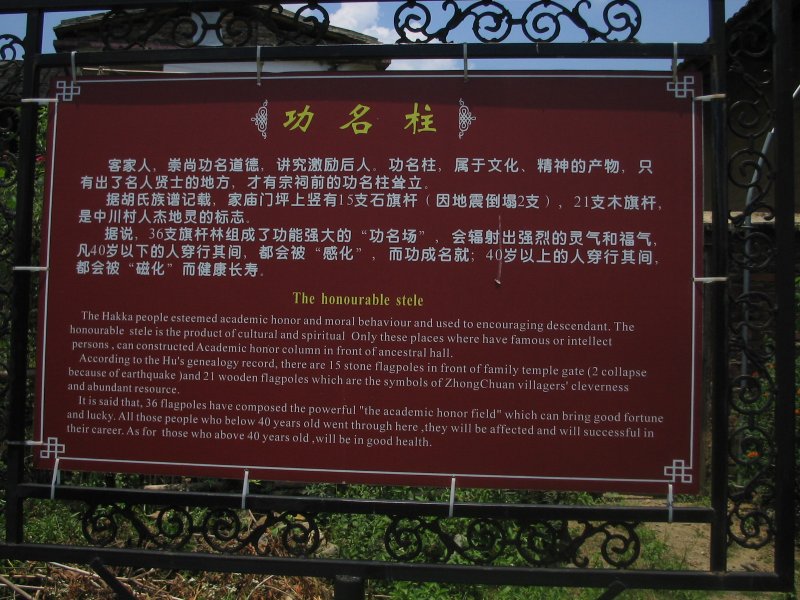 功名柱
客家人，崇尚功名道德，讲究激励后人。功名柱，属于文化、精神的产物，只
有出了名人贤士的地方，才有宗祠前的功名柱耸立。
据胡氏族谱记载，家庙门坪上竖有15支石旗杆（因地震倒塌2支），21支木旗杆，
是中川村人杰地灵的标志。
据说，36支旗杆林组成了功能强大的“功名场”，会辐射出强烈的灵气和福气，
凡40岁以下的人穿行其间，都会被“感化”，而功成名就；40岁以上的人穿行其间，
都会被“磁化”而健康长寿。
The honourable stele
The Hakka people esteemed academic honor and moral behaviour and used to encouraging descendant. The
honourable stele is the product of cultural and spiritual Only these places where have famous or intellect
persons , can constructed Academic honor column in front of ancestral hall.
According to the Hu's genealogy record, there are 15 stone flagpoles in front of family temple gate (2 collapse
because of earthquake )and 21 wooden flagpoles which are the symbols of ZhongChuan villagers' cleverness
and abundant resource.
It is said that, 36 flagpoles have composed the powerful "the academic honor field" which can bring good fortune
and lucky. All those people who below 40 years old went through here ,they will be affected and will successful in
their career. As for those who above 40 years old ,will be in good health.